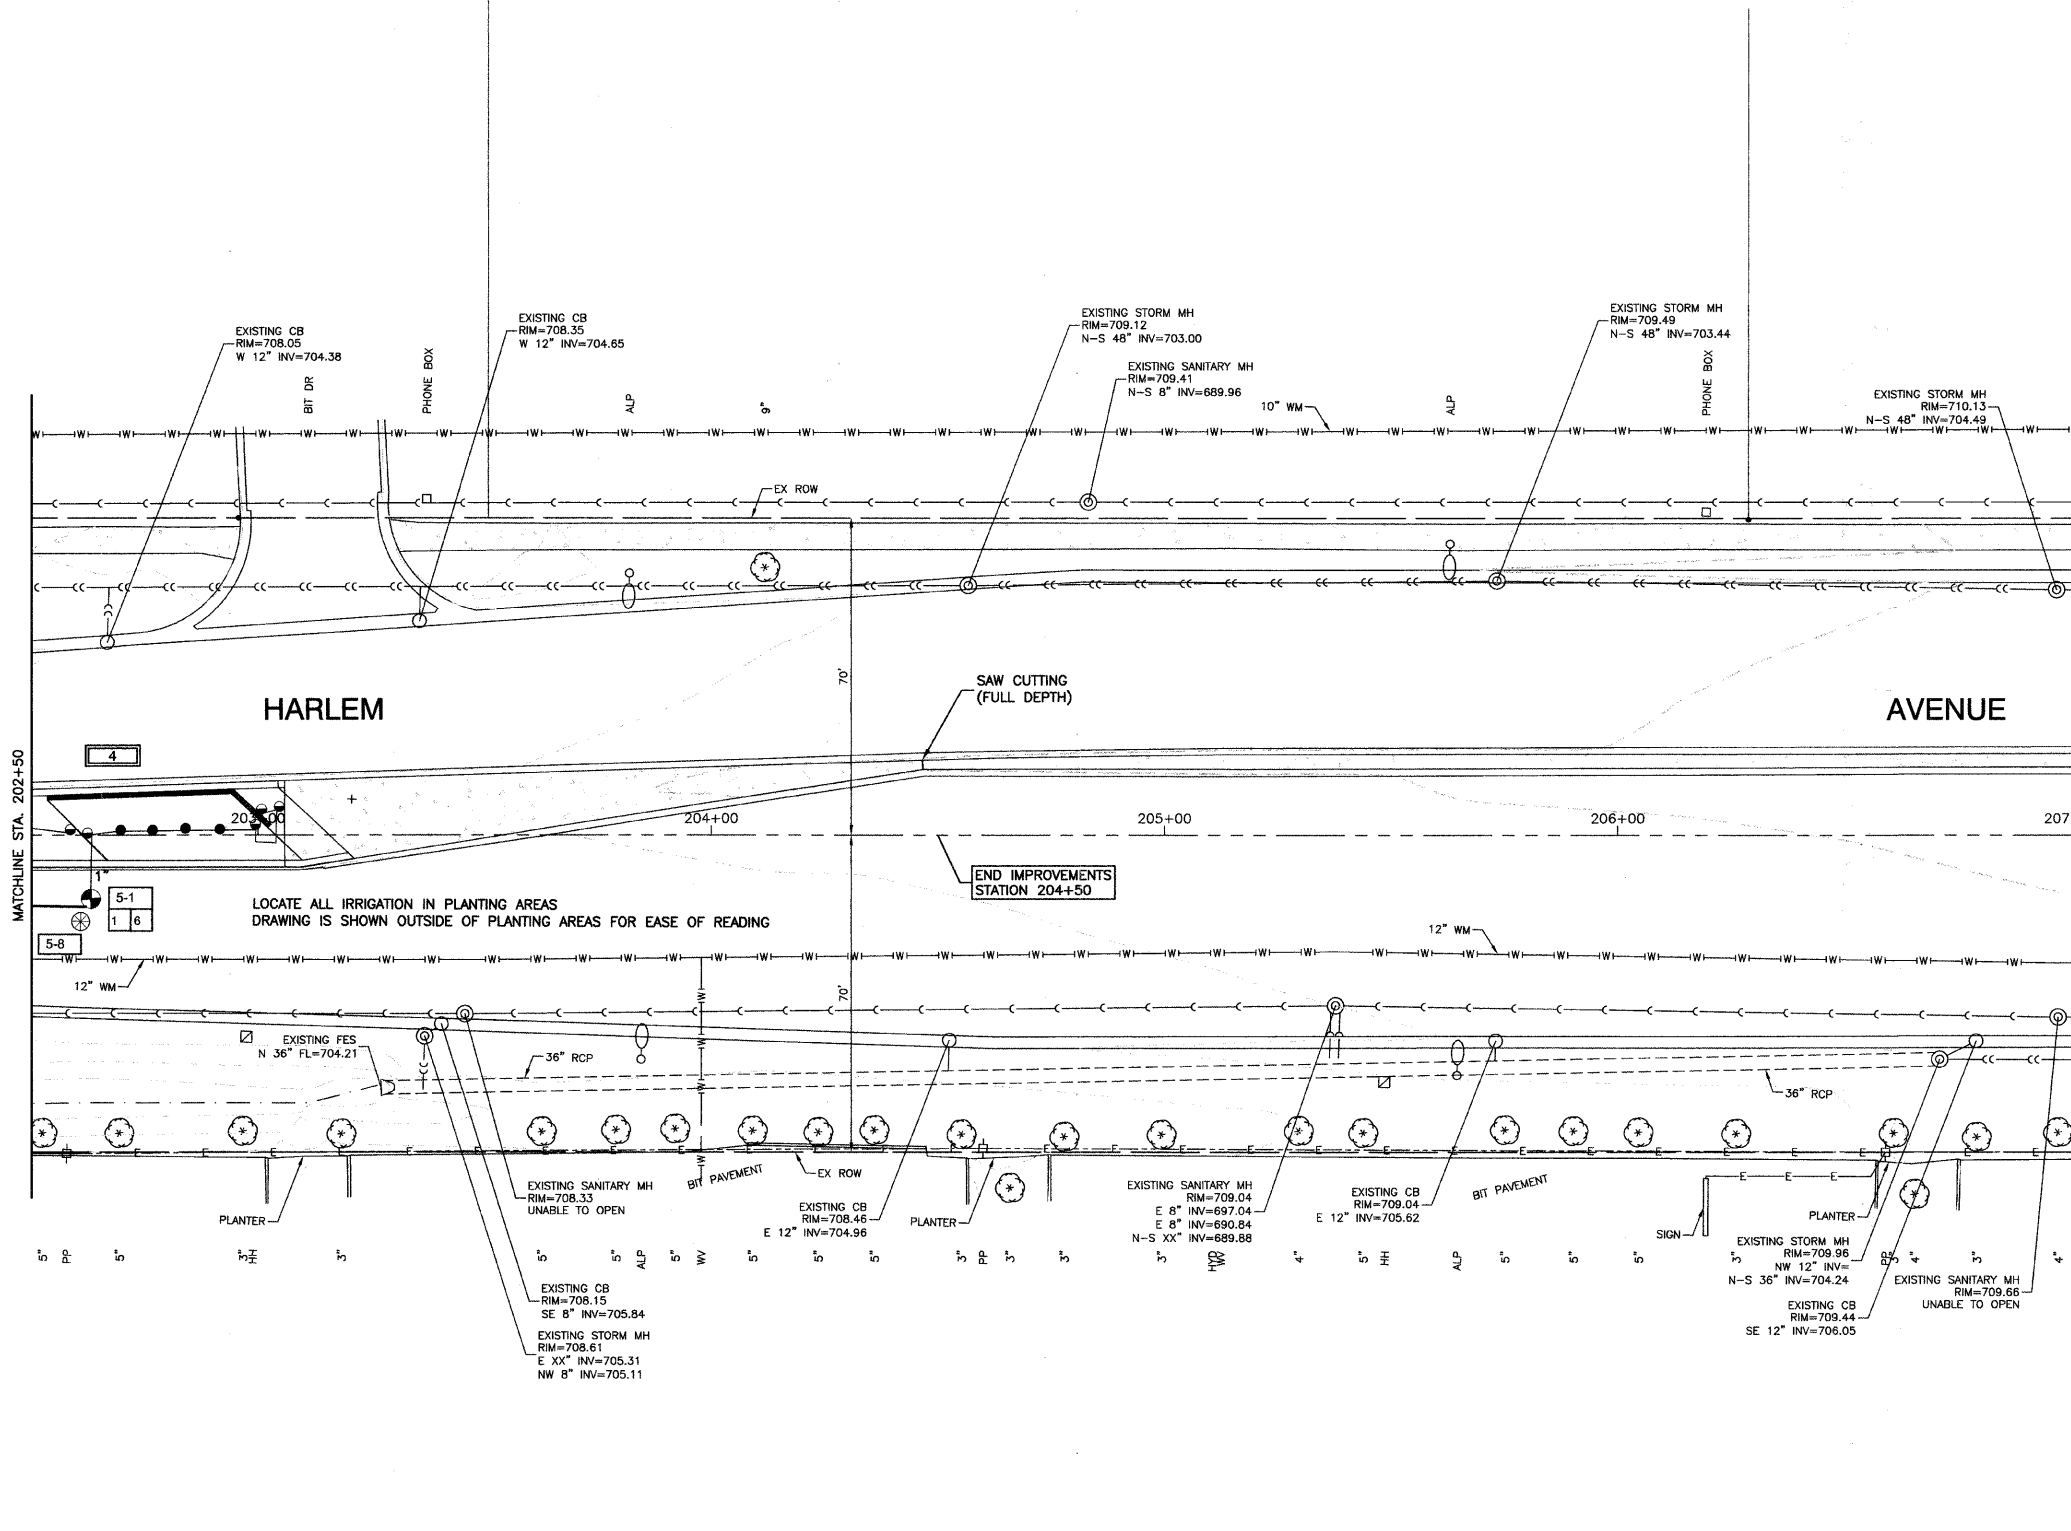 EXISTING CB
RIM=708.05
W 12" INV=704.38
BIT DR
PHONE BOX
EXISTING CB
RIM=708.35
W 12" INV=704.65
ALP
9"
EXISTING STORM MH
RIM=709.12
N-S 48" INV=703.00
EXISTING SANITARY MH
RIM=709.41
N-S 8" INV=689.96
10" WM
ALP
EXISTING STORM MH
RIM=709.49
N-S 48" INV=703.44
PHONE BOX
EXISTING STORM MH
RIM=710.13
N-S 48" INV=704.49
EX ROW
70'
SAW CUTTING
(FULL DEPTH)
HARLEM
AVENUE
MATCHLINE STA. 202+50
4
203+00
204+00
205+00
206+00
207
1"
5-1
1 6
5-8
END IMPROVEMENTS
STATION 204+50
LOCATE ALL IRRIGATION IN PLANTING AREAS
DRAWING IS SHOWN OUTSIDE OF PLANTING AREAS FOR EASE OF READING
12" WM
12" WM
70'
EXISTING FES
N 36" FL=704.21
36" RCP
36" RCP
BIT PAVEMENT
EX ROW
BIT PAVEMENT
PLANTER
EXISTING SANITARY MH
RIM=708.33
UNABLE TO OPEN
EXISTING CB
RIM=708.46
E 12" INV=704.96
PLANTER
EXISTING SANITARY MH
RIM=709.04
E 8" INV=697.04
E 8" INV=690.84
N-S XX" INV=689.88
EXISTING CB
RIM=709.04
E 12" INV=705.62
SIGN
PLANTER
EXISTING STORM MH
RIM=709.96
NW 12" INV=
N-S 36" INV=704.24
EXISTING SANITARY MH
RIM=709.66
UNABLE TO OPEN
EXISTING CB
RIM=709.44
SE 12" INV=706.05
5"
PP
5"
3"
HH
3"
5"
5"
ALP
5"
WV
5"
5"
5"
3"
PP
3"
3"
3"
HYD
WV
4"
5"
HH
ALP
5"
5"
5"
3"
PP
3"
4"
3"
4"
EXISTING CB
RIM=708.15
SE 8" INV=705.84
EXISTING STORM MH
RIM=708.61
E XX" INV=705.31
NW 8" INV=705.11